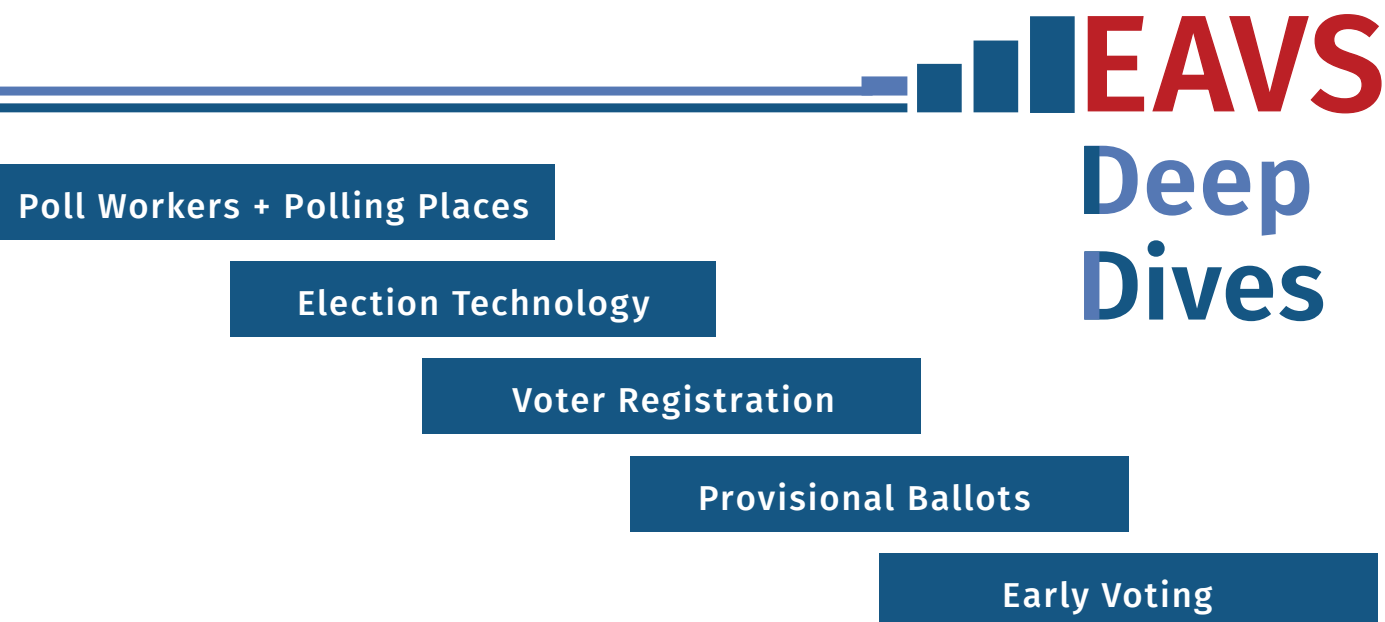 EAVS
Deep
Dives
Poll Workers + Polling Places
Election Technology
Voter Registration
Provisional Ballots
Early Voting